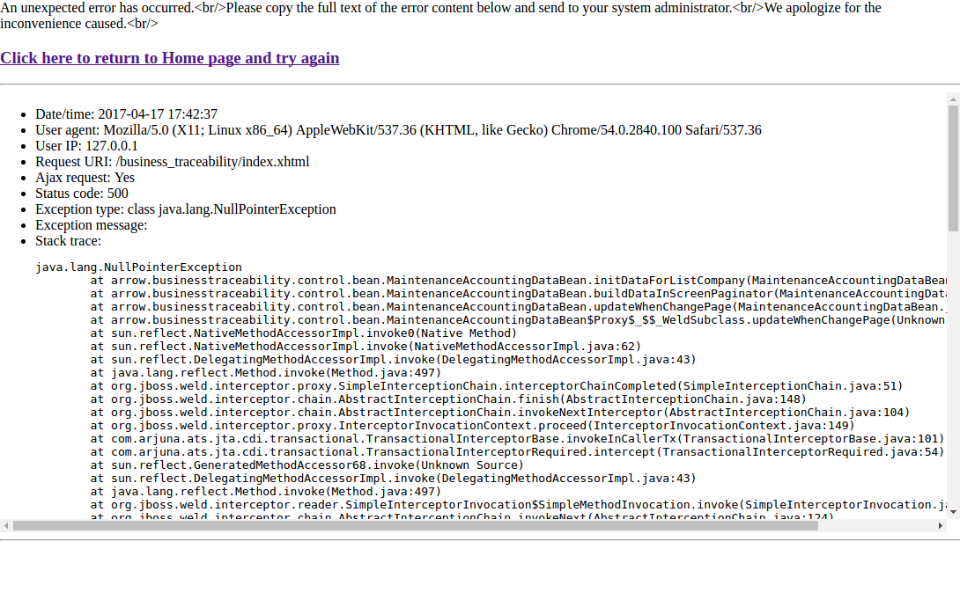 An unexpected error has occurred.<br/>Please copy the full text of the error content below and send to your system administrator.<br/>We apologize for the
inconvenience caused.<br/>
Click here to return to Home page and try again
Date/time: 2017-04-17 17:42:37
User agent: Mozilla/5.0 (X11; Linux x86_64) AppleWebKit/537.36 (KHTML, like Gecko) Chrome/54.0.2840.100 Safari/537.36
User IP: 127.0.0.1
Request URI: /business_traceability/index.xhtml
Ajax request: Yes
Status code: 500
Exception type: class java.lang.NullPointerException
Exception message:
Stack trace:
java.lang.NullPointerException
at arrow.businesstraceability.control.bean.MaintenanceAccountingDataBean.initDataForListCompany(MaintenanceAccountingDataBean
at arrow.businesstraceability.control.bean.MaintenanceAccountingDataBean.buildDataInScreenPaginator(MaintenanceAccountingData
at arrow.businesstraceability.control.bean.MaintenanceAccountingDataBean.updateWhenChangePage(MaintenanceAccountingDataBean.
at arrow.businesstraceability.control.bean.MaintenanceAccountingDataBean$Proxy$_$$_WeldSubclass.updateWhenChangePage(Unknown
at sun.reflect.NativeMethodAccessorImpl.invoke0(Native Method)
at sun.reflect.NativeMethodAccessorImpl.invoke(NativeMethodAccessorImpl.java:62)
at sun.reflect.DelegatingMethodAccessorImpl.invoke(DelegatingMethodAccessorImpl.java:43)
at java.lang.reflect.Method.invoke(Method.java:497)
at org.jboss.weld.interceptor.proxy.SimpleInterceptionChain.interceptorChainCompleted(SimpleInterceptionChain.java:51)
at org.jboss.weld.interceptor.chain.AbstractInterceptionChain.finish(AbstractInterceptionChain.java:148)
at org.jboss.weld.interceptor.chain.AbstractInterceptionChain.invokeNextInterceptor(AbstractInterceptionChain.java:104)
at org.jboss.weld.interceptor.proxy.InterceptorInvocationContext.proceed(InterceptorInvocationContext.java:149)
at com.arjuna.ats.jta.cdi.transactional.TransactionalInterceptorBase.invokeInCallerTx(TransactionalInterceptorBase.java:101)
at com.arjuna.ats.jta.cdi.transactional.TransactionalInterceptorRequired.intercept(TransactionalInterceptorRequired.java:54)
at sun.reflect.GeneratedMethodAccessor68.invoke(Unknown Source)
at sun.reflect.DelegatingMethodAccessorImpl.invoke(DelegatingMethodAccessorImpl.java:43)
at java.lang.reflect.Method.invoke(Method.java:497)
at org.jboss.weld.interceptor.reader.SimpleInterceptorInvocation$SimpleMethodInvocation.invoke(SimpleInterceptorInvocation.ja
at org.jboss.weld.interceptor.chain.AbstractInterceptionChain.invokeNext(AbstractInterceptionChain.java:124)